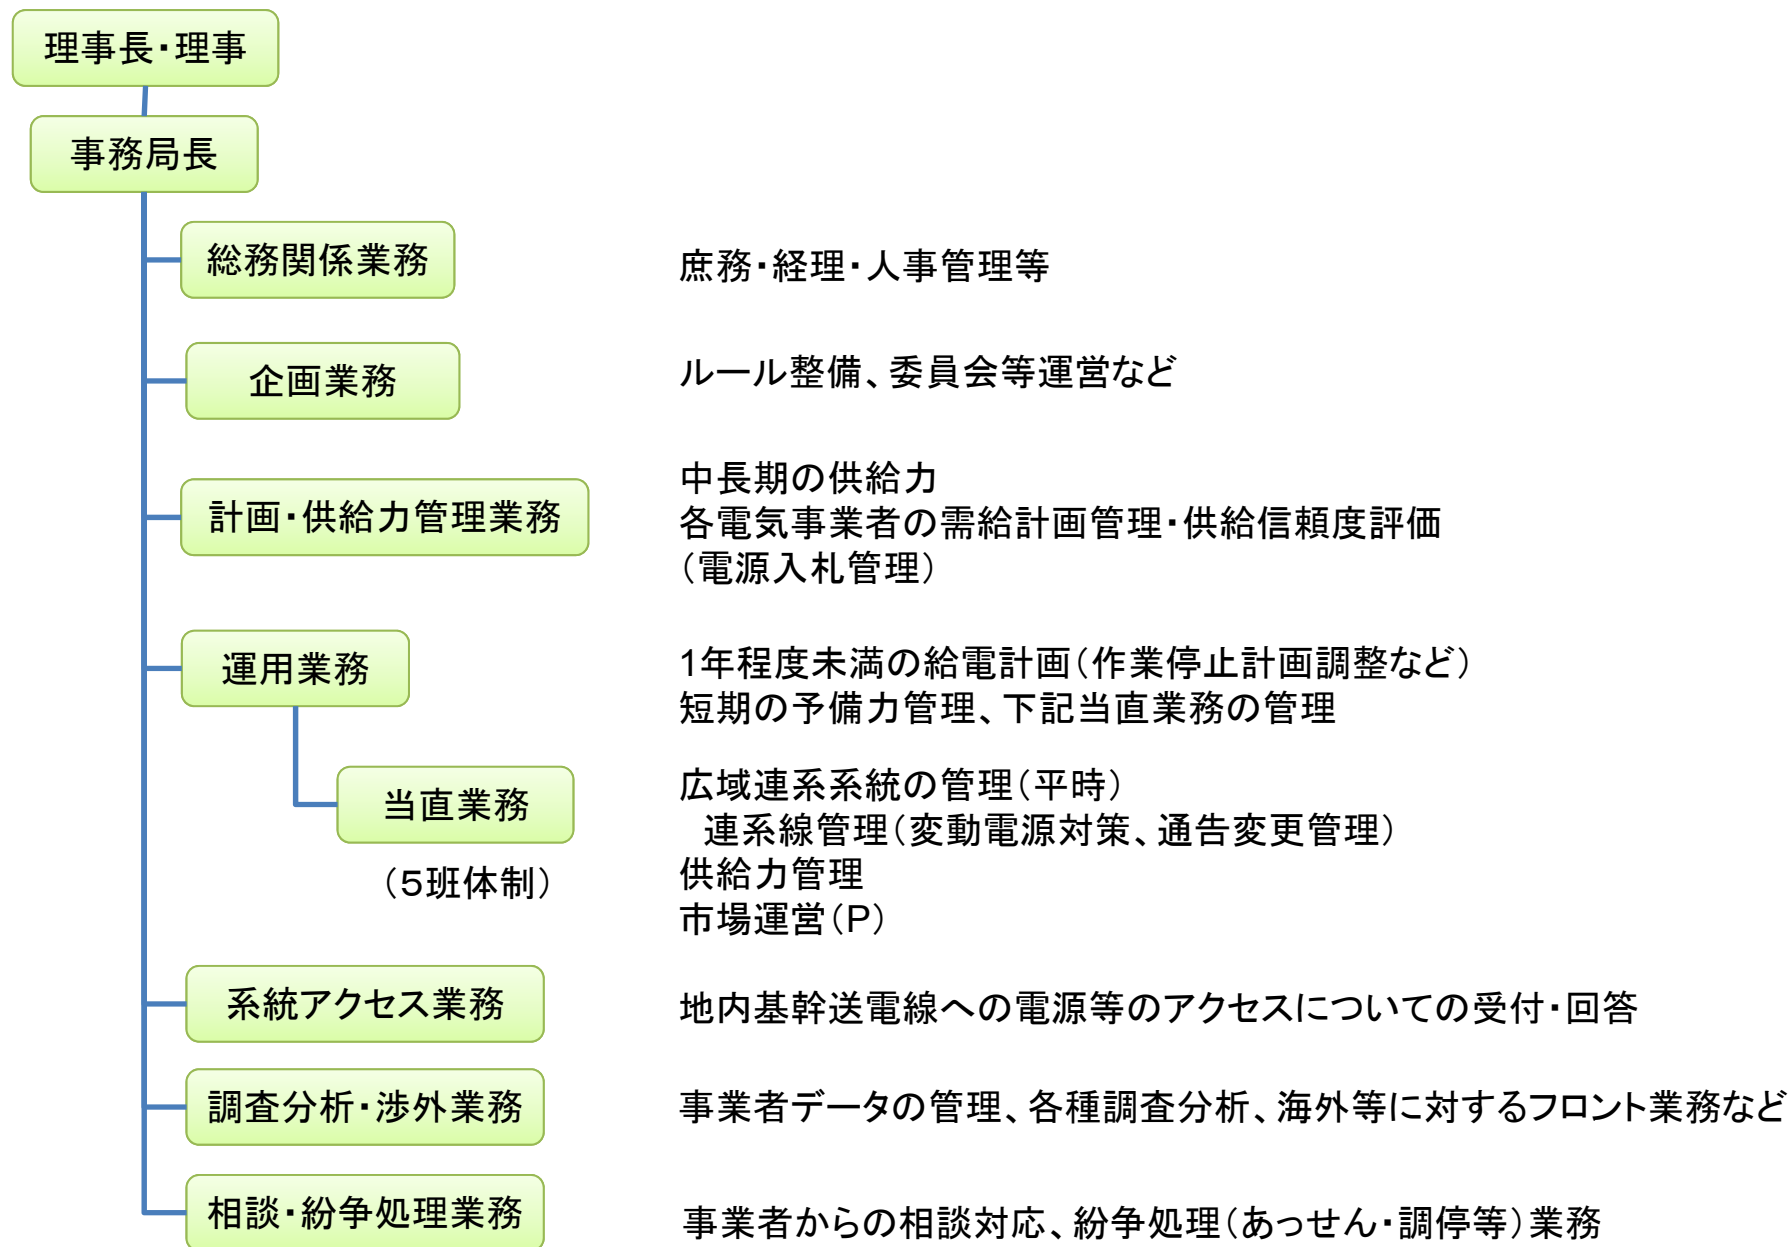 理事長・理事
事務局長
総務関係業務
庶務・経理・人事管理等
企画業務
ルール整備、委員会等運営など
計画・供給力管理業務
中長期の供給力
各電気事業者の需給計画管理・供給信頼度評価
（電源入札管理）
運用業務
1年程度未満の給電計画（作業停止計画調整など）
短期の予備力管理、下記当直業務の管理
当直業務
（5班体制）
広域連系系統の管理（平時）
連系線管理（変動電源対策、通告変更管理）
供給力管理
市場運営（P）
系統アクセス業務
地内基幹送電線への電源等のアクセスについての受付・回答
調査分析・渉外業務
事業者データの管理、各種調査分析、海外等に対するフロント業務など
相談・紛争処理業務
事業者からの相談対応、紛争処理（あっせん・調停等）業務